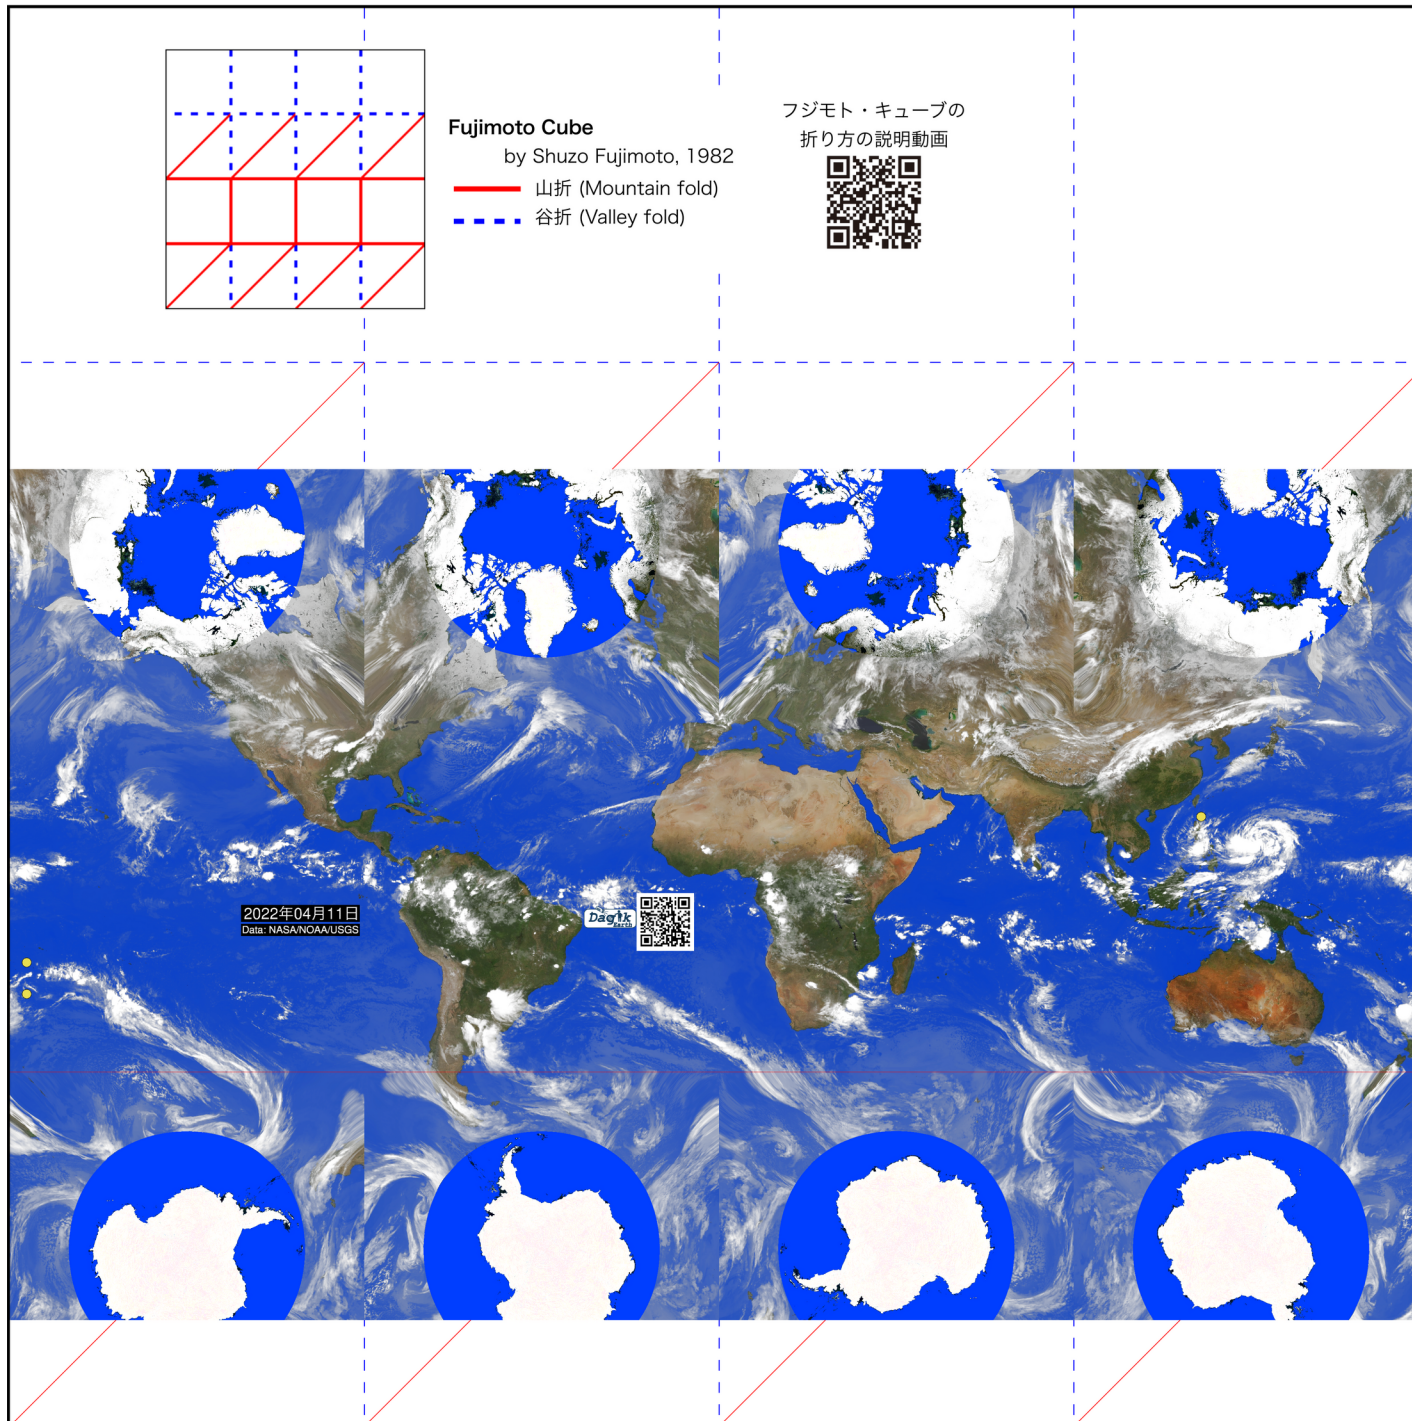 Fujimoto Cube
by Shuzo Fujimoto, 1982
山折 (Mountain fold)
谷折 (Valley fold)
フジモト・キューブの
折り方の説明動画
2022年04月11日
Data: NASA/NOAA/USGS
Dagik
Earth